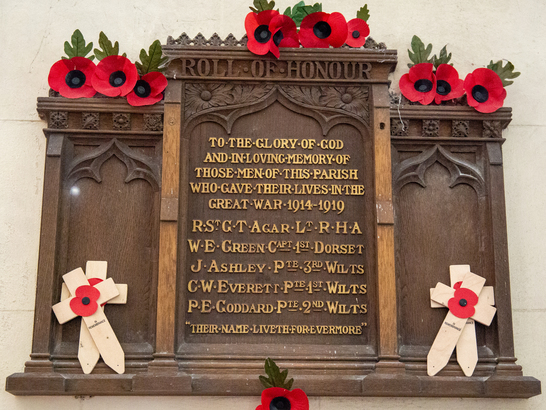 ROLL·OF·HONOUR
TO·THE·GLORY·OF·GOD
AND·IN·LOVING·MEMORY·OF
THOSE·MEN·OF·THIS·PARISH
WHO·GAVE·THEIR·LIVES·IN·THE
GREAT·WAR·1914-1919
R·ST G·T·AGAR·LT·R·H·A
W·E·GREEN·CAPT·1ST·DORSET
J·ASHLEY·PTE·3RD·WILTS
C·W·EVERETT·PTE·1ST·WILTS
P·E·GODDARD·PTE·2ND·WILTS
"THEIR·NAME·LIVETH·FOR·EVERMORE"